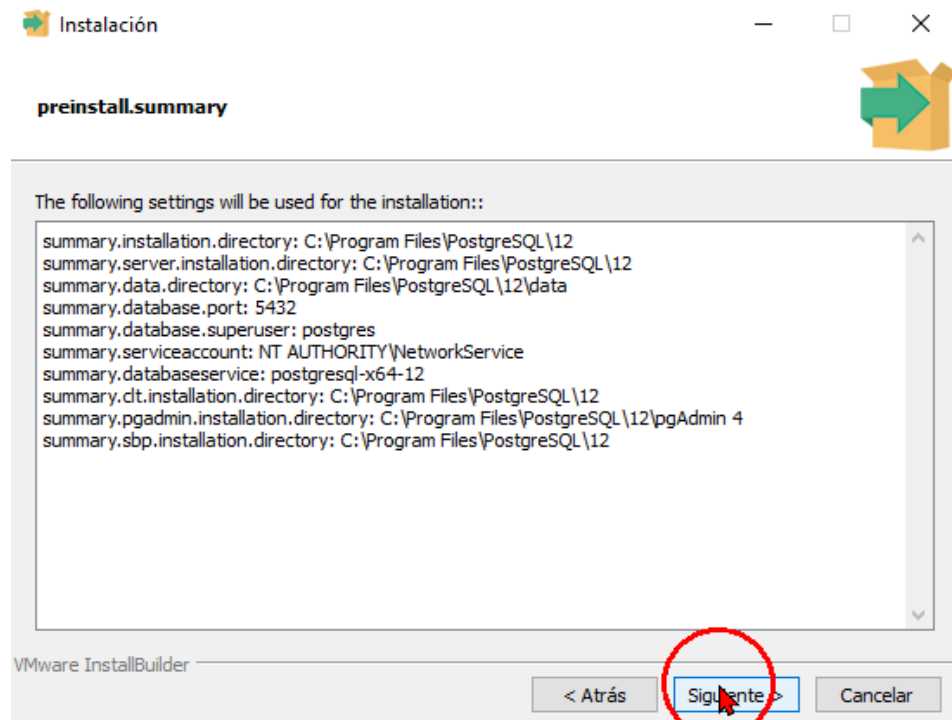 Instalación
preinstall.summary
The following settings will be used for the installation::
summary.installation.directory: C:\Program Files\PostgreSQL\12
summary.server.installation.directory: C:\Program Files\PostgreSQL\12
summary.data.directory: C:\Program Files\PostgreSQL\12\data
summary.database.port: 5432
summary.database.superuser: postgres
summary.serviceaccount: NT AUTHORITY\NetworkService
summary.databaseservice: postgresql-x64-12
summary.clt.installation.directory: C:\Program Files\PostgreSQL\12
summary.pgadmin.installation.directory: C:\Program Files\PostgreSQL\12\pgAdmin 4
summary.sbp.installation.directory: C:\Program Files\PostgreSQL\12
VMware InstallBuilder
< Atrás
Siguiente >
Cancelar